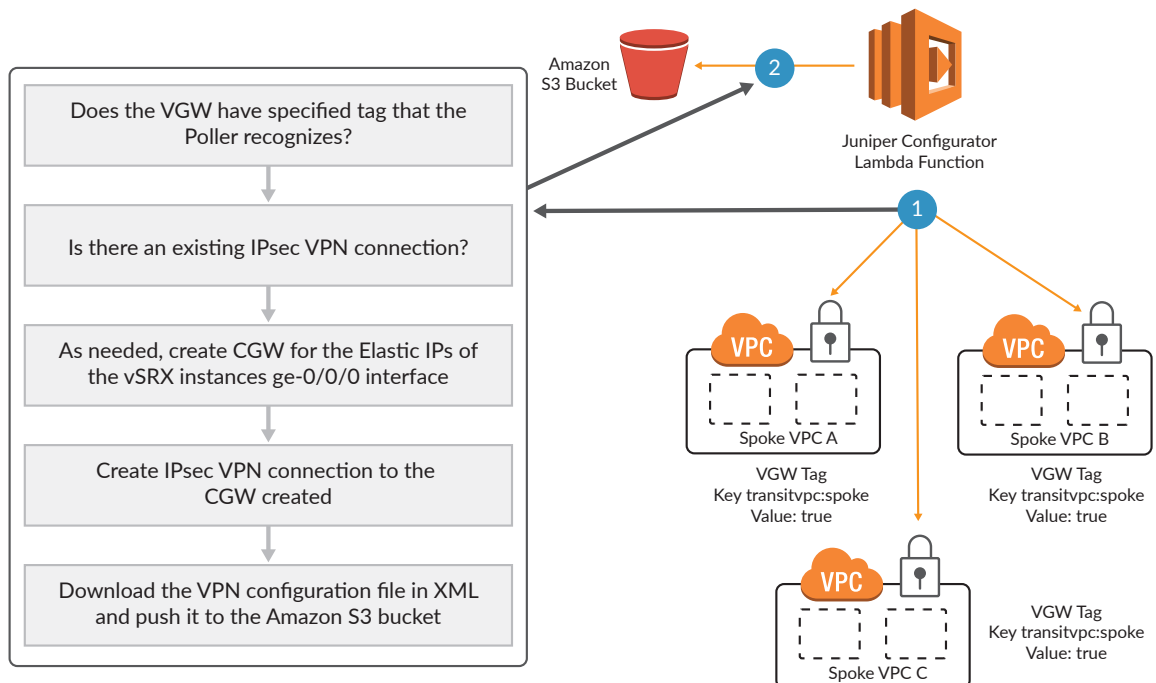 Does the VGW have specified tag that the
Poller recognizes?
Is there an existing IPsec VPN connection?
As needed, create CGW for the Elastic IPs of
the vSRX instances ge-0/0/0 interface
Create IPsec VPN connection to the
CGW created
Download the VPN configuration file in XML
and push it to the Amazon S3 bucket
Amazon
S3 Bucket
2
Juniper Configurator
Lambda Function
1
VPC
Spoke VPC A
VGW Tag
Key transitvpc:spoke
Value: true
VPC
Spoke VPC B
VGW Tag
Key transitvpc:spoke
Value: true
VPC
Spoke VPC C
VGW Tag
Key transitvpc:spoke
Value: true